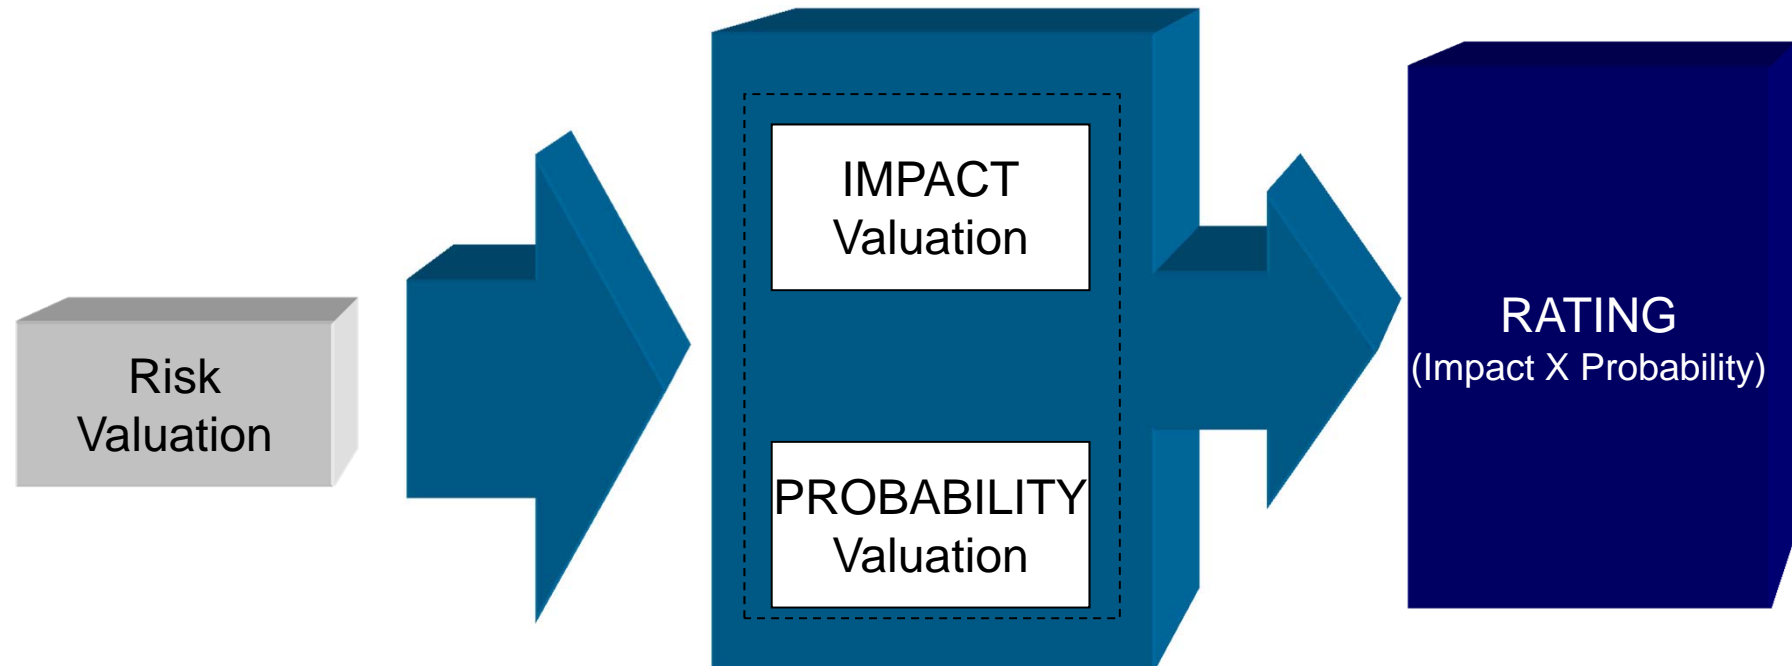 Risk
Valuation
IMPACT
Valuation
PROBABILITY
Valuation
RATING
(Impact X Probability)